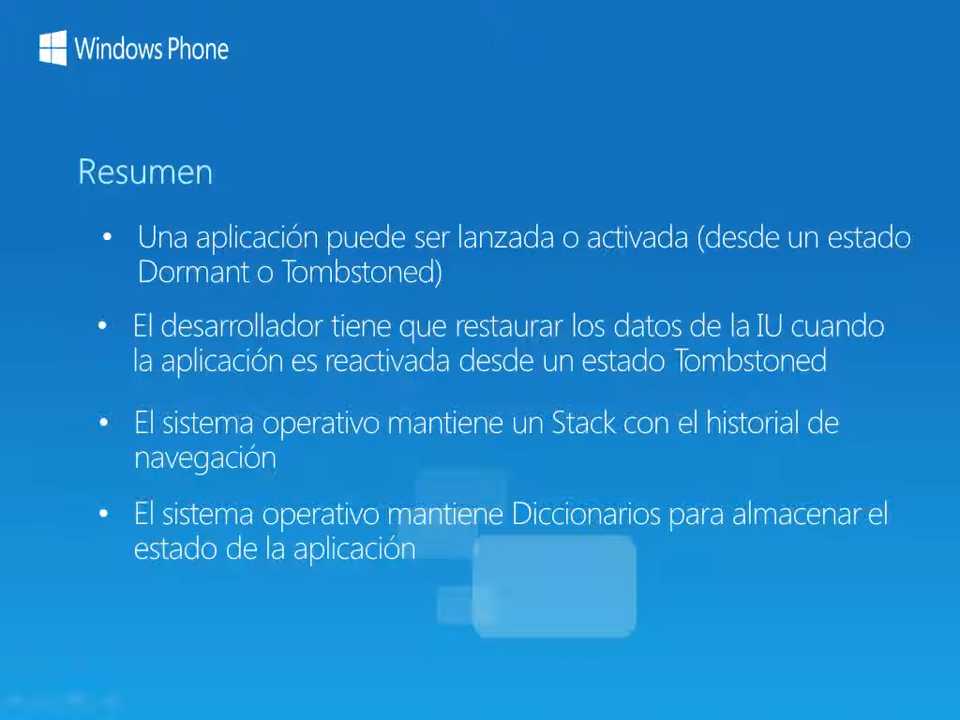 Windows Phone
Resumen
• Una aplicación puede ser lanzada o activada (desde un estado
Dormant o Tombstoned)
• El desarrollador tiene que restaurar los datos de la IU cuando
la aplicación es reactivada desde un estado Tombstoned
• El sistema operativo mantiene un Stack con el historial de
navegación
• El sistema operativo mantiene Diccionarios para almacenar el
estado de la aplicación